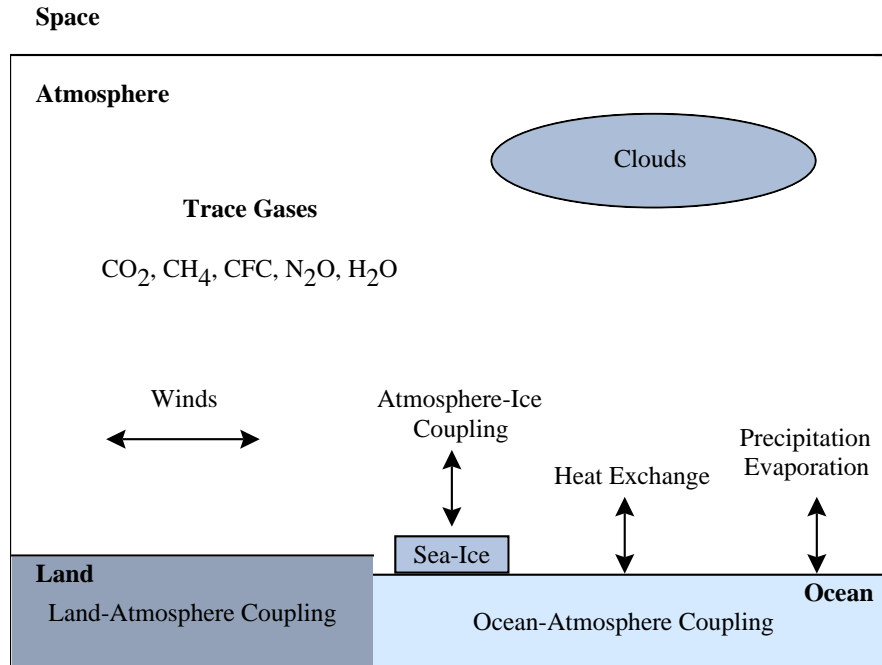 Space
Atmosphere
Clouds
Trace Gases
CO2, CH4, CFC, N2O, H2O
Winds
Atmosphere-Ice
Coupling
Heat Exchange
Precipitation
Evaporation
Sea-Ice
Land
Land-Atmosphere Coupling
Ocean
Ocean-Atmosphere Coupling